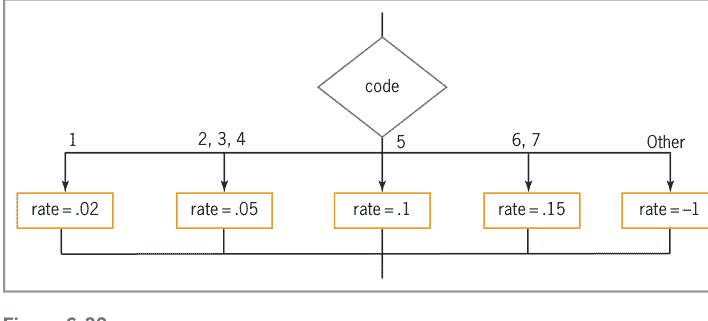 code
1
2, 3, 4
5
6, 7
Other
rate = .02
rate = .05
rate = .1
rate = .15
rate = –1